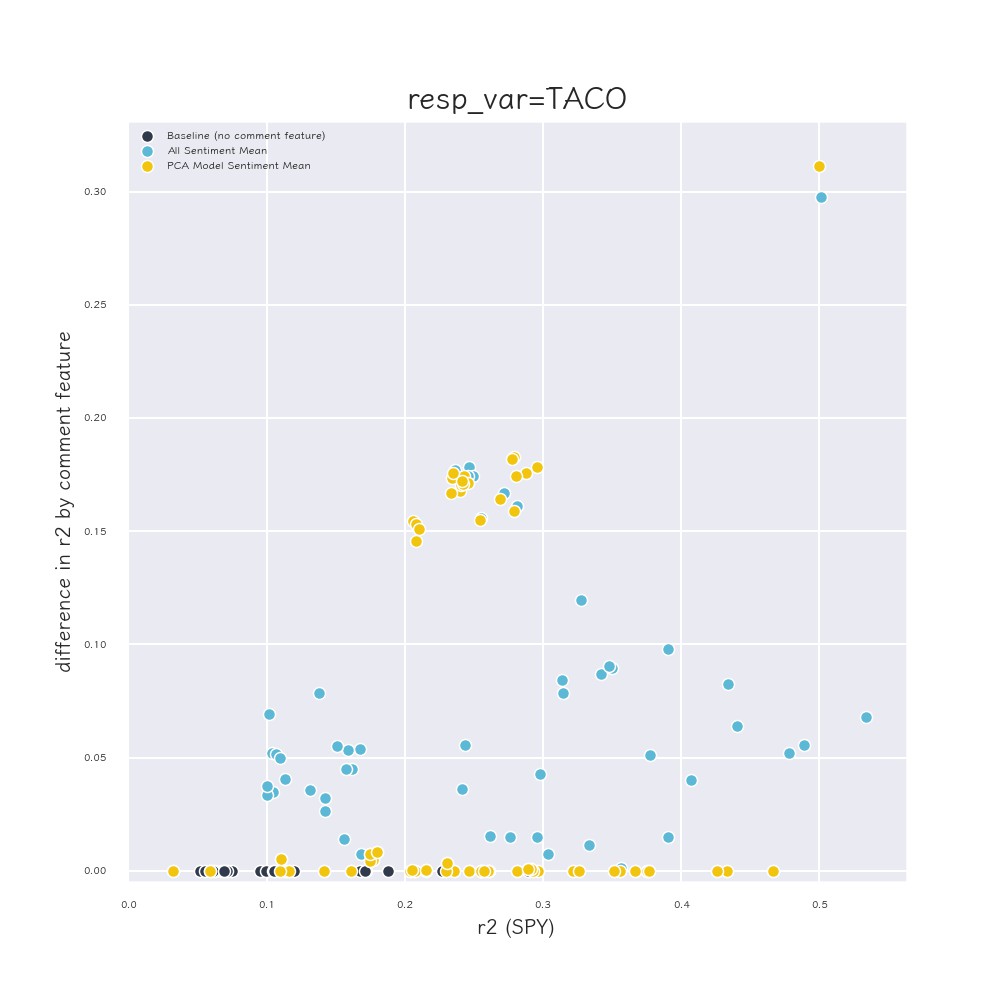 resp_var=TACO
Baseline (no comment feature)
All Sentiment Mean
PCA Model Sentiment Mean
difference in r2 by comment feature
0.30
0.25
0.20
0.15
0.10
0.05
0.00
0.0 0.1 0.2 0.3 0.4 0.5
r2 (SPY)